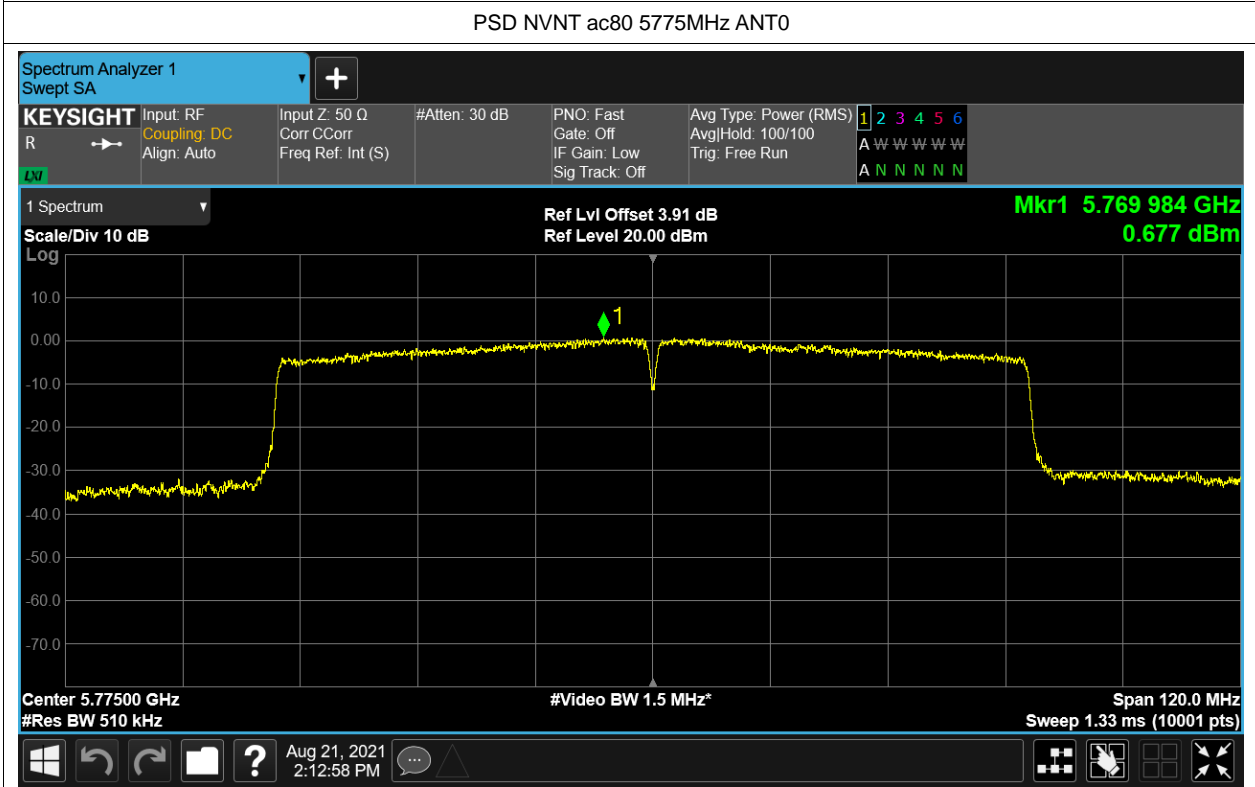 PSD NVNT ac80 5775MHz ANT0
Spectrum Analyzer 1
Swept SA
KEYSIGHT Input: RF Input Z: 50 Ω #Atten: 30 dB PNO: Fast Avg Type: Power (RMS) 1 2 3 4 5 6
R Coupling: DC Corr CCorr Gate: Off Avg|Hold: 100/100 A W W W W W
Align: Auto Freq Ref: Int (S) IF Gain: Low Trig: Free Run
LXI Sig Track: Off A N N N N N
1 Spectrum Ref Lvl Offset 3.91 dB Mkr1 5.769 984 GHz
Scale/Div 10 dB Ref Level 20.00 dBm 0.677 dBm
Log
10.0
1
0.00
-10.0
-20.0
-30.0
-40.0
-50.0
-60.0
-70.0
Center 5.77500 GHz #Video BW 1.5 MHz* Span 120.0 MHz
#Res BW 510 kHz Sweep 1.33 ms (10001 pts)
? Aug 21, 2021
2:12:58 PM